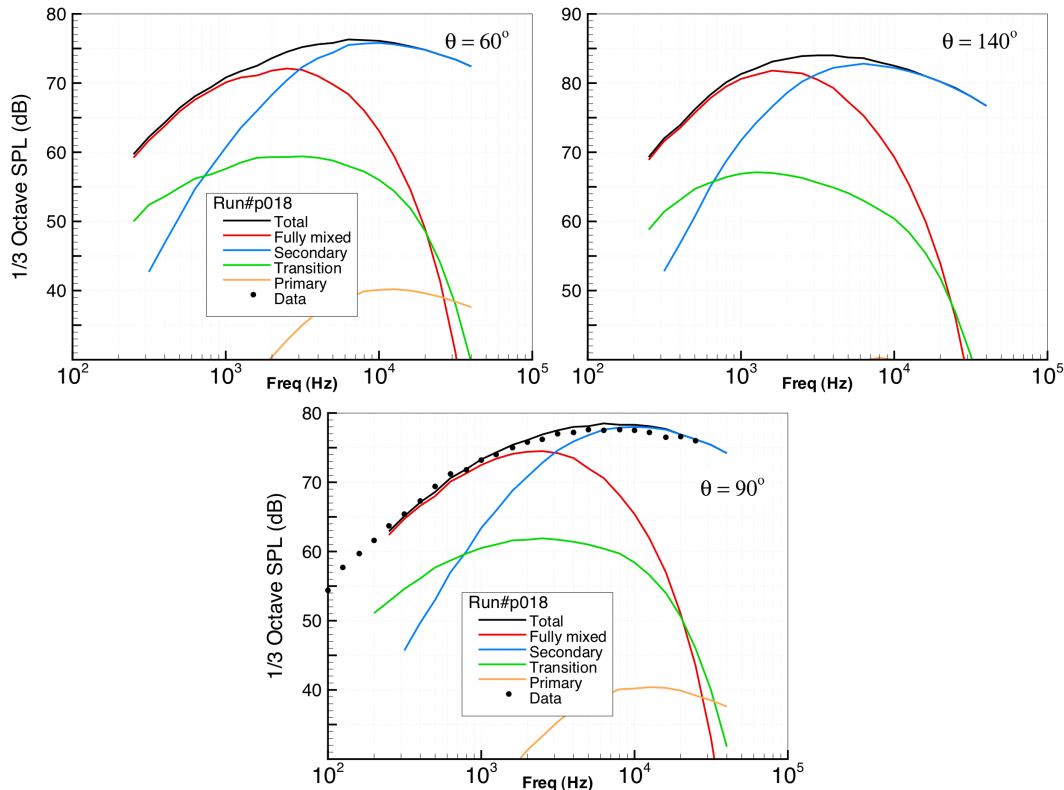 80
70
60
50
40
1/3 Octave SPL (dB)
θ = 60°
Run#p018
Total
Fully mixed
Secondary
Transition
Primary
Data
10² 10³ 10⁴ 10⁵
Freq (Hz)
90
80
70
60
50
θ = 140°
10² 10³ 10⁴ 10⁵
Freq (Hz)
80
70
60
50
40
1/3 Octave SPL (dB)
θ = 90°
Run#p018
Total
Fully mixed
Secondary
Transition
Primary
Data
10² 10³ 10⁴ 10⁵
Freq (Hz)